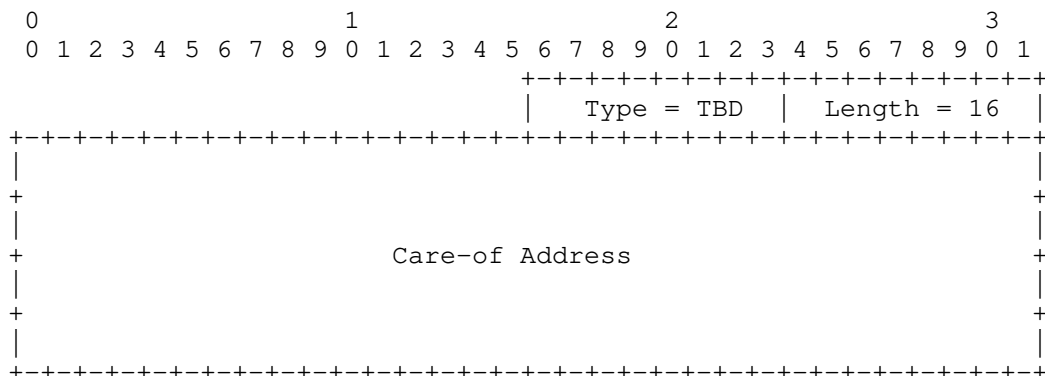 0                   1                   2                   3
 0 1 2 3 4 5 6 7 8 9 0 1 2 3 4 5 6 7 8 9 0 1 2 3 4 5 6 7 8 9 0 1
                                +-+-+-+-+-+-+-+-+-+-+-+-+-+-+-+-+
                                |   Type = TBD  |  Length = 16  |
+-+-+-+-+-+-+-+-+-+-+-+-+-+-+-+-+-+-+-+-+-+-+-+-+-+-+-+-+-+-+-+-+
|                                                               |
+                                                               +
|                                                               |
+                       Care-of Address                         +
|                                                               |
+                                                               +
|                                                               |
+-+-+-+-+-+-+-+-+-+-+-+-+-+-+-+-+-+-+-+-+-+-+-+-+-+-+-+-+-+-+-+-+